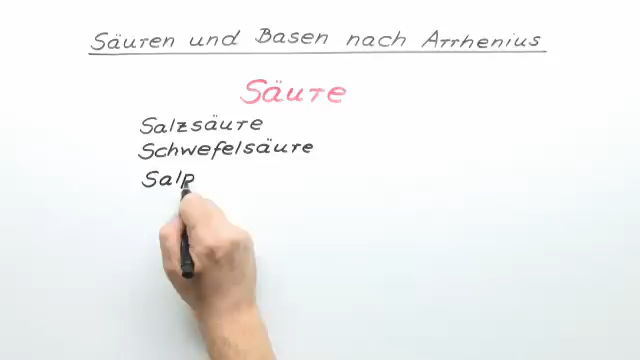 Säuren und Basen nach Arrhenius
Säure
Salzsäure
Schwefelsäure
Salp